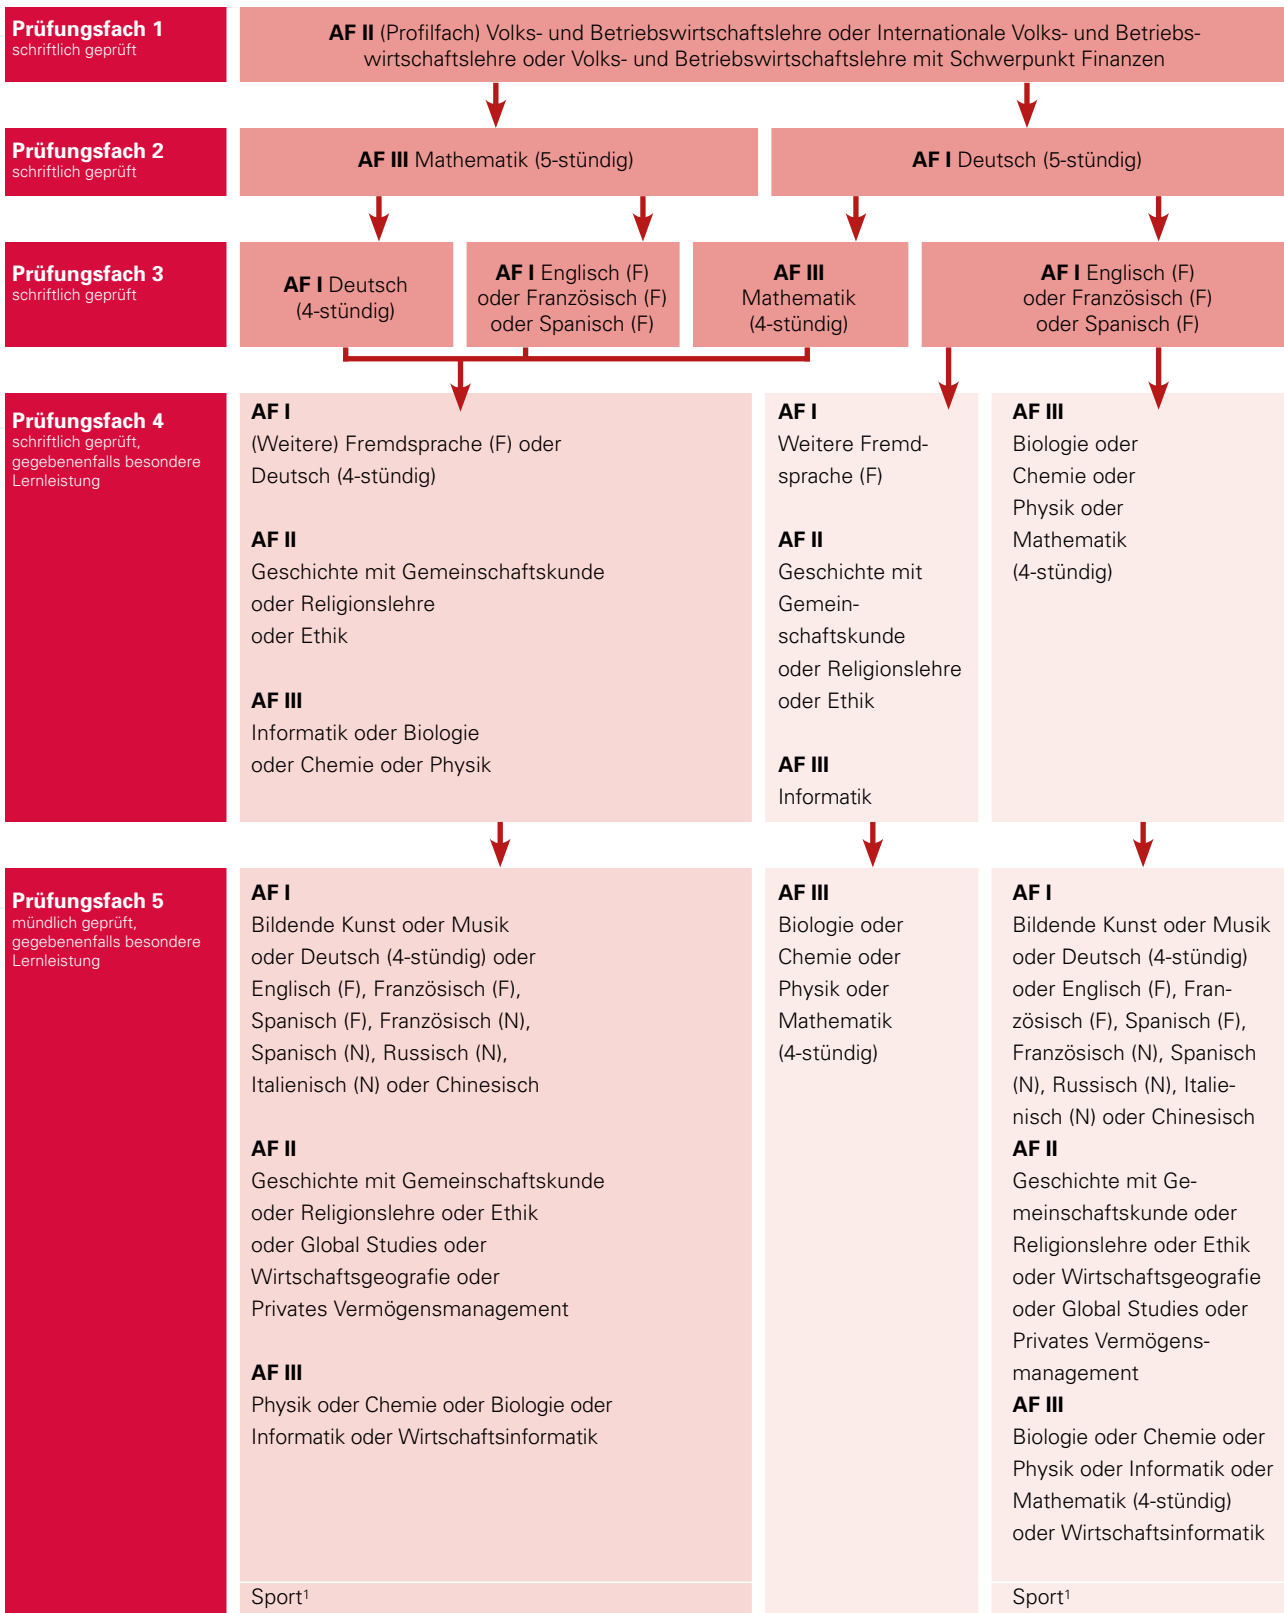 Prüfungsfach 1
schriftlich geprüft
AF II (Profilfach) Volks- und Betriebswirtschaftslehre oder Internationale Volks- und Betriebs-
wirtschaftslehre oder Volks- und Betriebswirtschaftslehre mit Schwerpunkt Finanzen
Prüfungsfach 2
schriftlich geprüft
AF III Mathematik (5-stündig)
AF I Deutsch (5-stündig)
Prüfungsfach 3
schriftlich geprüft
AF I Deutsch
(4-stündig)
AF I Englisch (F)
oder Französisch (F)
oder Spanisch (F)
AF III
Mathematik
(4-stündig)
AF I Englisch (F)
oder Französisch (F)
oder Spanisch (F)
Prüfungsfach 4
schriftlich geprüft,
gegebenenfalls besondere
Lernleistung
AF I
(Weitere) Fremdsprache (F) oder
Deutsch (4-stündig)
AF II
Geschichte mit Gemeinschaftskunde
oder Religionslehre
oder Ethik
AF III
Informatik oder Biologie
oder Chemie oder Physik
AF I
Weitere Fremd-
sprache (F)
AF II
Geschichte mit
Gemein-
schaftskunde
oder Religionslehre
oder Ethik
AF III
Informatik
AF III
Biologie oder
Chemie oder
Physik oder
Mathematik
(4-stündig)
Prüfungsfach 5
mündlich geprüft,
gegebenenfalls besondere
Lernleistung
AF I
Bildende Kunst oder Musik
oder Deutsch (4-stündig) oder
Englisch (F), Französisch (F),
Spanisch (F), Französisch (N),
Spanisch (N), Russisch (N),
Italienisch (N) oder Chinesisch
AF II
Geschichte mit Gemeinschaftskunde
oder Religionslehre oder Ethik
oder Global Studies oder
Wirtschaftsgeografie oder
Privates Vermögensmanagement
AF III
Physik oder Chemie oder Biologie oder
Informatik oder Wirtschaftsinformatik
Sport¹
AF III
Biologie oder
Chemie oder
Physik oder
Mathematik
(4-stündig)
AF I
Bildende Kunst oder Musik
oder Deutsch (4-stündig)
oder Englisch (F), Fran-
zösisch (F), Spanisch (F),
Französisch (N), Spanisch
(N), Russisch (N), Italie-
nisch (N) oder Chinesisch
AF II
Geschichte mit Ge-
meinschaftskunde oder
Religionslehre oder Ethik
oder Wirtschaftsgeografie
oder Global Studies oder
Privates Vermögens-
management
AF III
Biologie oder Chemie oder
Physik oder Informatik oder
Mathematik (4-stündig)
oder Wirtschaftsinformatik
Sport¹